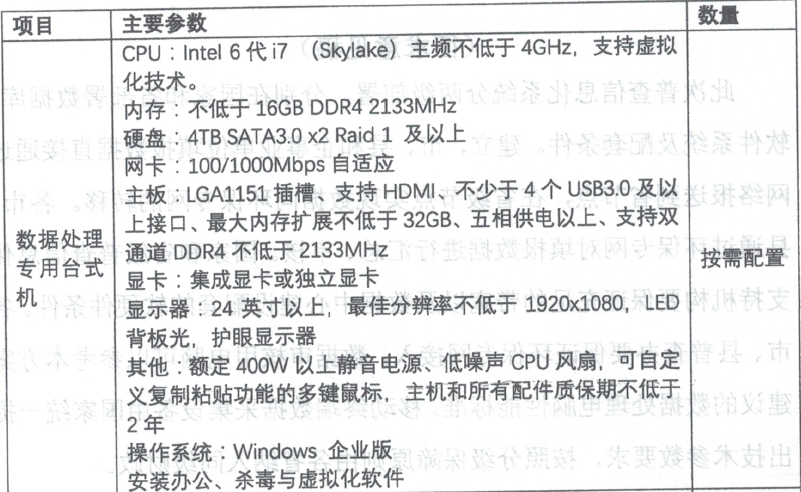 项目 主要参数 数量
CPU：Intel 6代i7 （Skylake）主频不低于 4GHz，支持虚拟
化技术。
内存：不低于 16GB DDR4 2133MHz
硬盘：4TB SATA3.0 x2 Raid 1 及以上
网卡：100/1000Mbps 自适应
主板：LGA1151 插槽、支持 HDMI、不少于 4 个 USB3.0 及以
上接口、最大内存扩展不低于 32GB、五相供电以上、支持双
通道 DDR4 不低于 2133MHz
显卡：集成显卡或独立显卡
显示器：24 英寸以上，最佳分辨率不低于 1920x1080，LED
背板光，护眼显示器
其他：额定 400W 以上静音电源、低噪声 CPU 风扇，可自定
义复制粘贴功能的多键鼠标，主机和所有配件质保期不低于
2 年
操作系统：Windows 企业版
安装办公、杀毒与虚拟化软件
数据处理
专用台式
机
按需配置